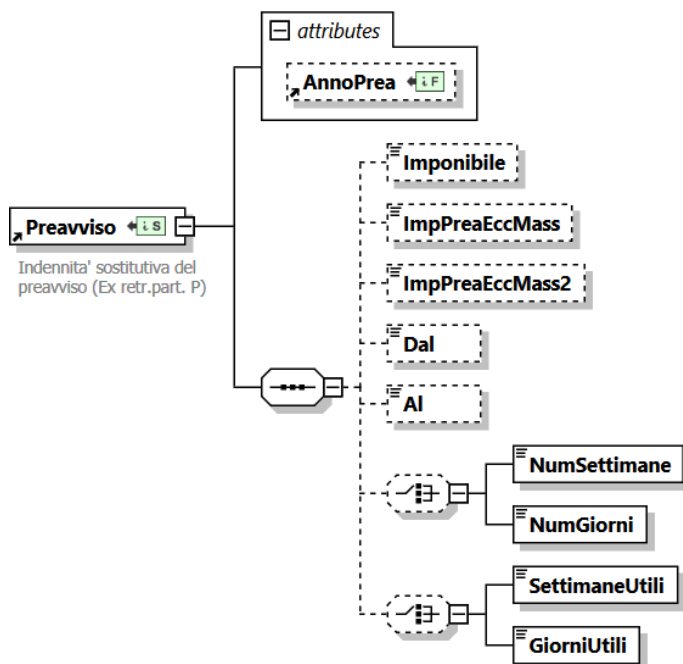 attributes
AnnoPrea
i F
Preavviso
i S
Indennita' sostitutiva del
preavviso (Ex retr.part. P)
Imponibile
ImpPreaEccMass
ImpPreaEccMass2
Dal
Al
NumSettimane
NumGiorni
SettimaneUtili
GiorniUtili